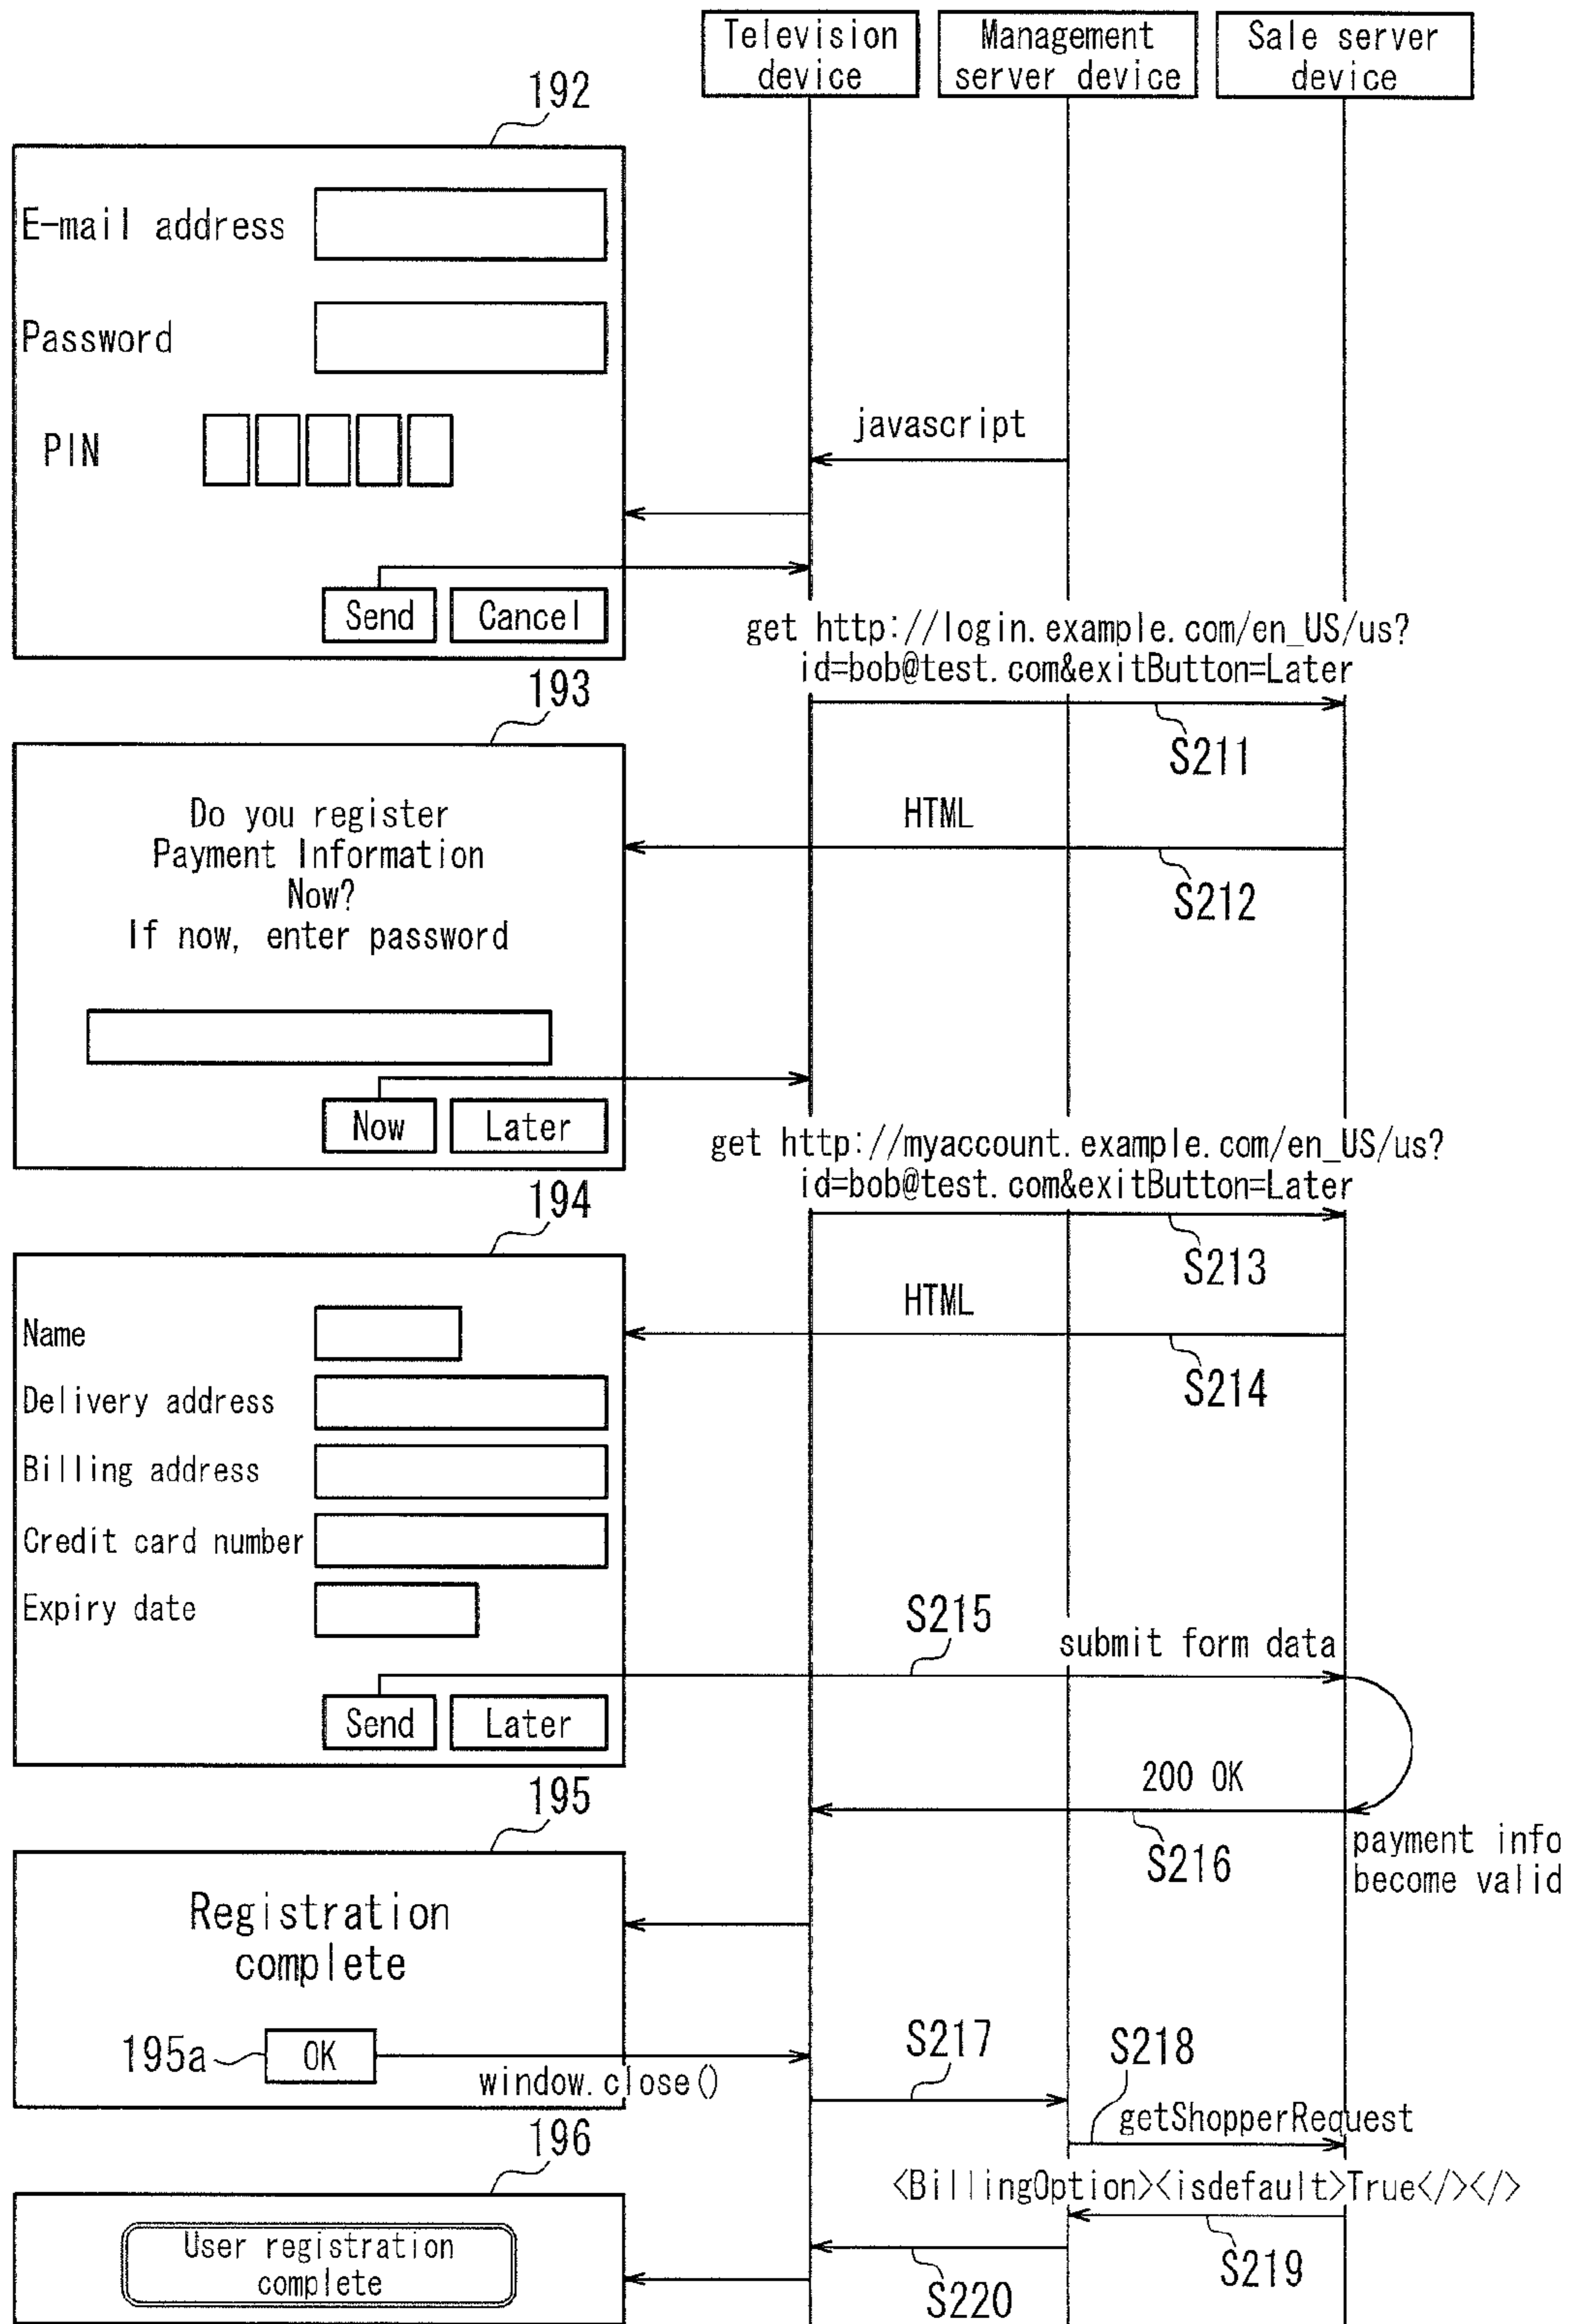 Television
device
Management
server device
Sale server
device
192
E-mail address
Password
PIN
javascript
Send
Cancel
get http://login.example.com/en_US/us?
id=bob@test.com&exitButton=Later
193
S211
Do you register
Payment Information
Now?
If now, enter password
HTML
S212
Now
Later
get http://myaccount.example.com/en_US/us?
id=bob@test.com&exitButton=Later
194
S213
HTML
Name
Delivery address
S214
Billing address
Credit card number
Expiry date
S215
submit form data
Send
Later
200 OK
195
S216
payment info
become valid
Registration
complete
195a
OK
window.close()
S217
S218
getShopperRequest
196
<BillingOption><isdefault>True</></>
User registration
complete
S219
S220